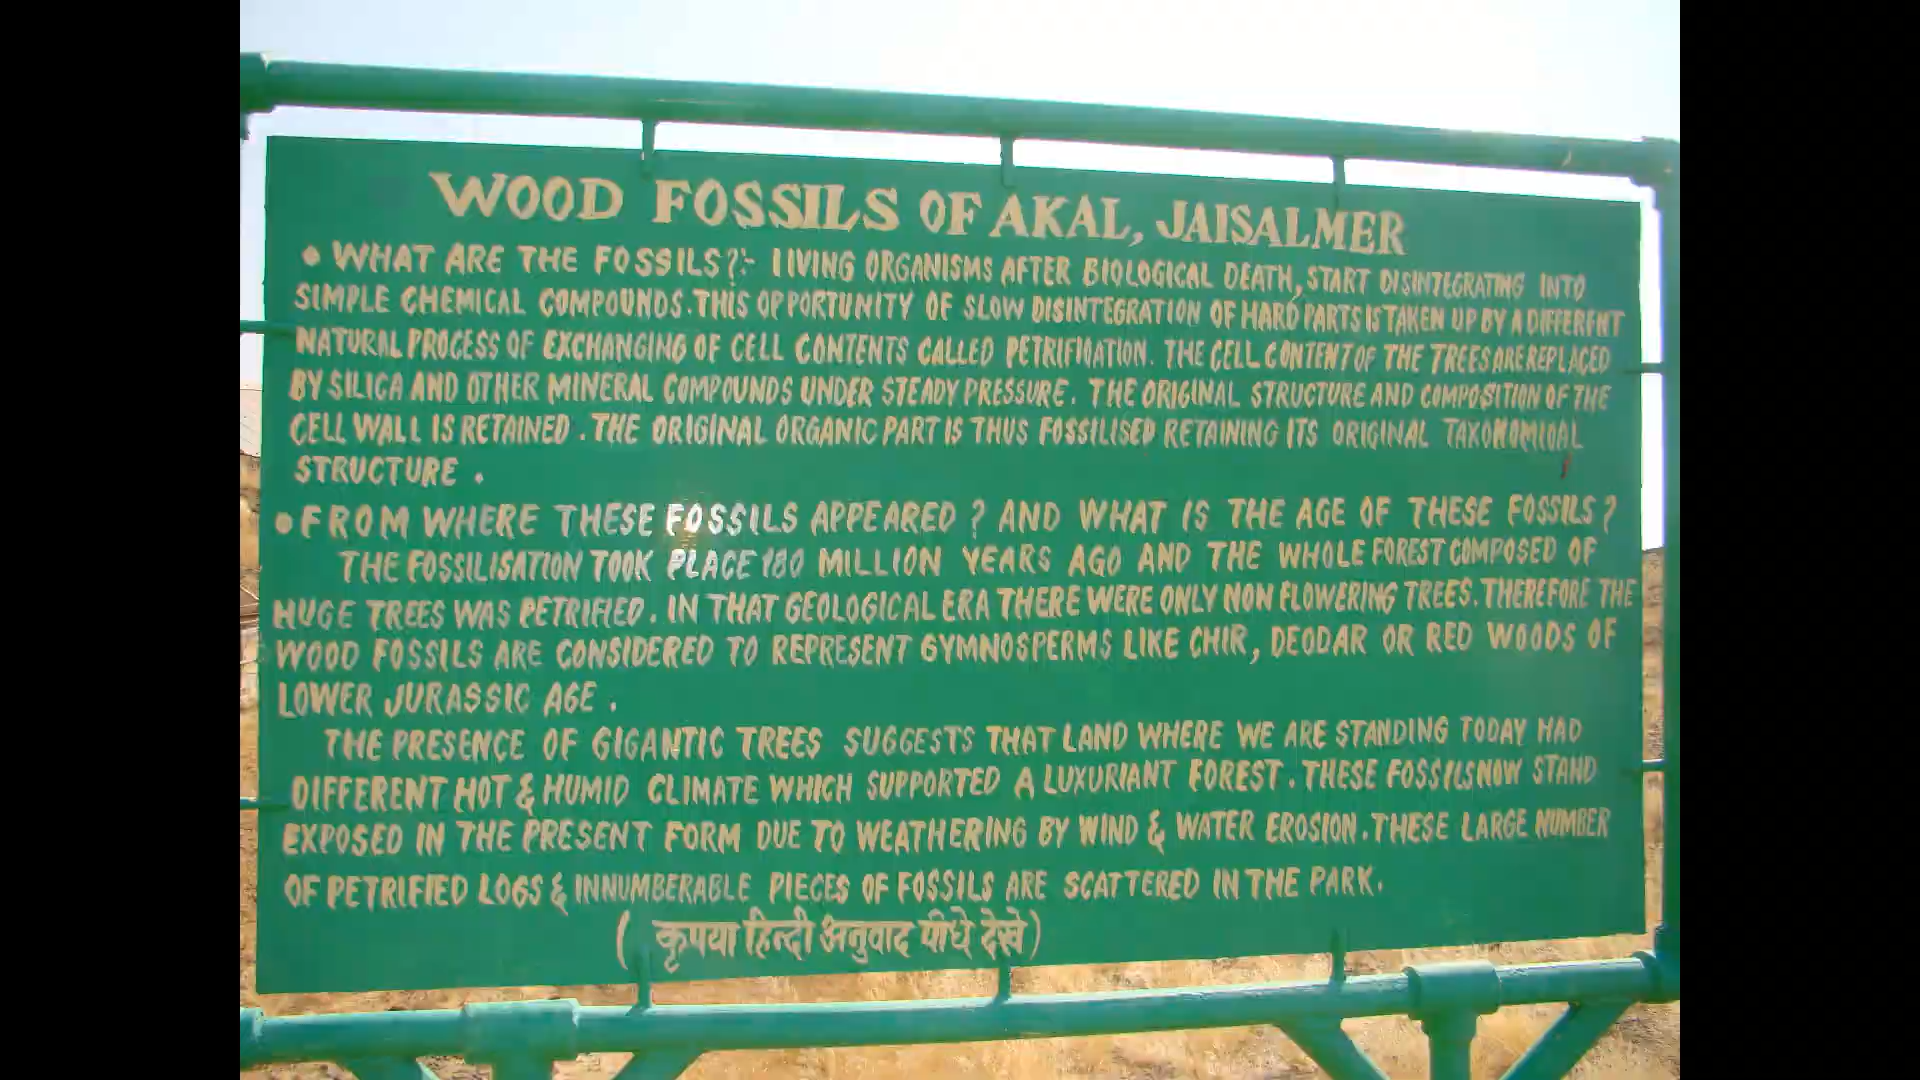 WOOD FOSSILS OF AKAL, JAISALMER
• WHAT ARE THE FOSSILS?:- LIVING ORGANISMS AFTER BIOLOGICAL DEATH, START DISINTEGRATING INTO
SIMPLE CHEMICAL COMPOUNDS. THIS OPPORTUNITY OF SLOW DISINTEGRATION OF HARD PARTS IS TAKEN UP BY A DIFFERENT
NATURAL PROCESS OF EXCHANGING OF CELL CONTENTS CALLED PETRIFICATION. THE CELL CONTENT OF THE TREES ARE REPLACED
BY SILICA AND OTHER MINERAL COMPOUNDS UNDER STEADY PRESSURE. THE ORIGINAL STRUCTURE AND COMPOSITION OF THE
CELL WALL IS RETAINED. THE ORIGINAL ORGANIC PART IS THUS FOSSILISED RETAINING ITS ORIGINAL TAXONOMICAL
STRUCTURE.
• FROM WHERE THESE FOSSILS APPEARED? AND WHAT IS THE AGE OF THESE FOSSILS?
THE FOSSILISATION TOOK PLACE 180 MILLION YEARS AGO AND THE WHOLE FOREST COMPOSED OF
HUGE TREES WAS PETRIFIED. IN THAT GEOLOGICAL ERA THERE WERE ONLY NON FLOWERING TREES. THEREFORE THE
WOOD FOSSILS ARE CONSIDERED TO REPRESENT GYMNOSPERMS LIKE CHIR, DEODAR OR RED WOODS OF
LOWER JURASSIC AGE.
THE PRESENCE OF GIGANTIC TREES SUGGESTS THAT LAND WHERE WE ARE STANDING TODAY HAD
DIFFERENT HOT & HUMID CLIMATE WHICH SUPPORTED A LUXURIANT FOREST. THESE FOSSILS NOW STAND
EXPOSED IN THE PRESENT FORM DUE TO WEATHERING BY WIND & WATER EROSION. THESE LARGE NUMBER
OF PETRIFIED LOGS & INNUMBERABLE PIECES OF FOSSILS ARE SCATTERED IN THE PARK.
( कृपया हिन्दी अनुवाद पीछे देखे )